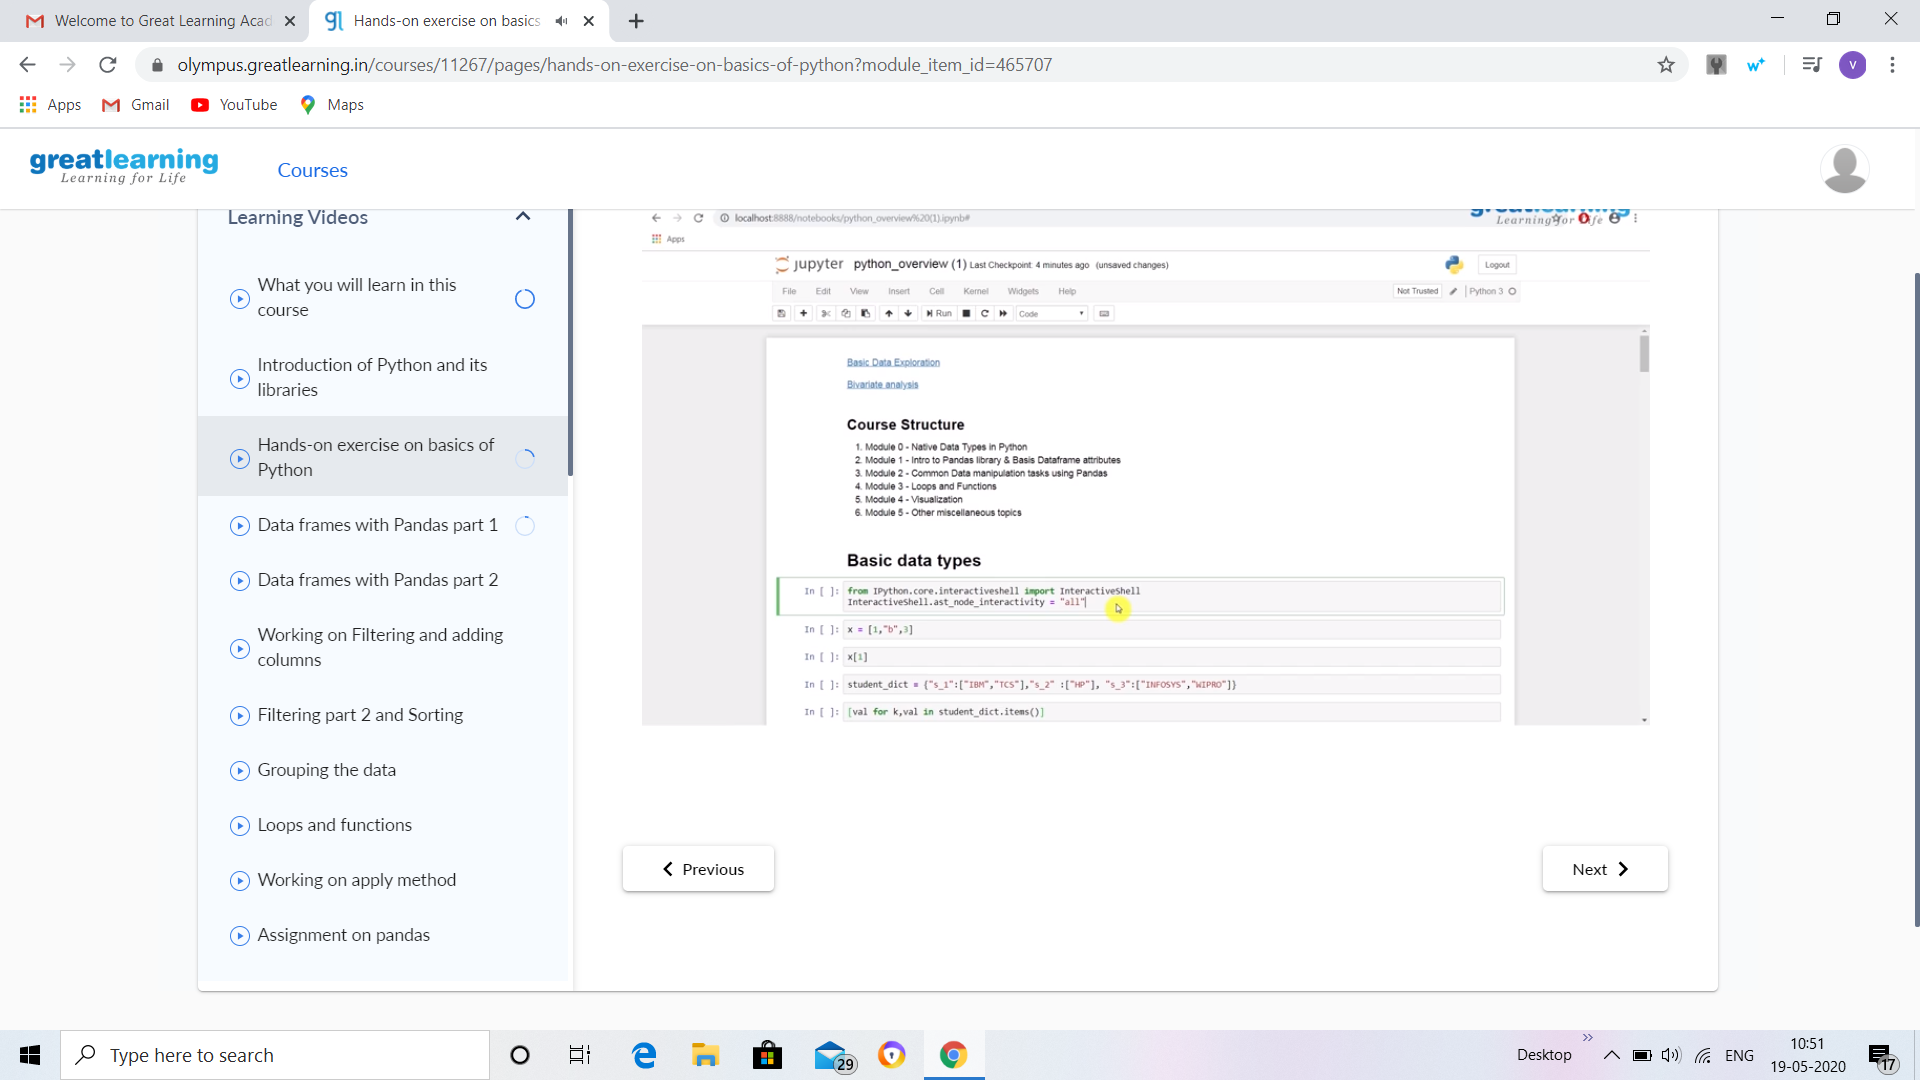 Welcome to Great Learning Acad
Hands-on exercise on basics
olympus.greatlearning.in/courses/11267/pages/hands-on-exercise-on-basics-of-python?module_item_id=465707
w+
V
Apps
Gmail
YouTube
Maps
greatlearning
Learning for Life
Courses
Learning Videos
What you will learn in this
course
Introduction of Python and its
libraries
Hands-on exercise on basics of
Python
Data frames with Pandas part 1
Data frames with Pandas part 2
Working on Filtering and adding
columns
Filtering part 2 and Sorting
Grouping the data
Loops and functions
Working on apply method
Assignment on pandas
localhost:8888/notebooks/python_overview%20(1).ipynb#
Learning for Life
Apps
jupyter python_overview (1) Last Checkpoint: 4 minutes ago (unsaved changes)
Logout
File Edit View Insert Cell Kernel Widgets Help
Not Trusted
Python 3
Run
Code
Basic Data Exploration
Bivariate analysis
Course Structure
1. Module 0 - Native Data Types in Python
2. Module 1 - Intro to Pandas library & Basis Dataframe attributes
3. Module 2 - Common Data manipulation tasks using Pandas
4. Module 3 - Loops and Functions
5. Module 4 - Visualization
6. Module 5 - Other miscellaneous topics
Basic data types
In [ ]: from IPython.core.interactiveshell import InteractiveShell
InteractiveShell.ast_node_interactivity = "all"
In [ ]: x = [1,"b",3]
In [ ]: x[1]
In [ ]: student_dict = {"s_1":["IBM","TCS"],"s_2" :["HP"], "s_3":["INFOSYS","WIPRO"]}
In [ ]: [val for k,val in student_dict.items()]
Previous
Next
Type here to search
29
Desktop
ENG
10:51
19-05-2020
17